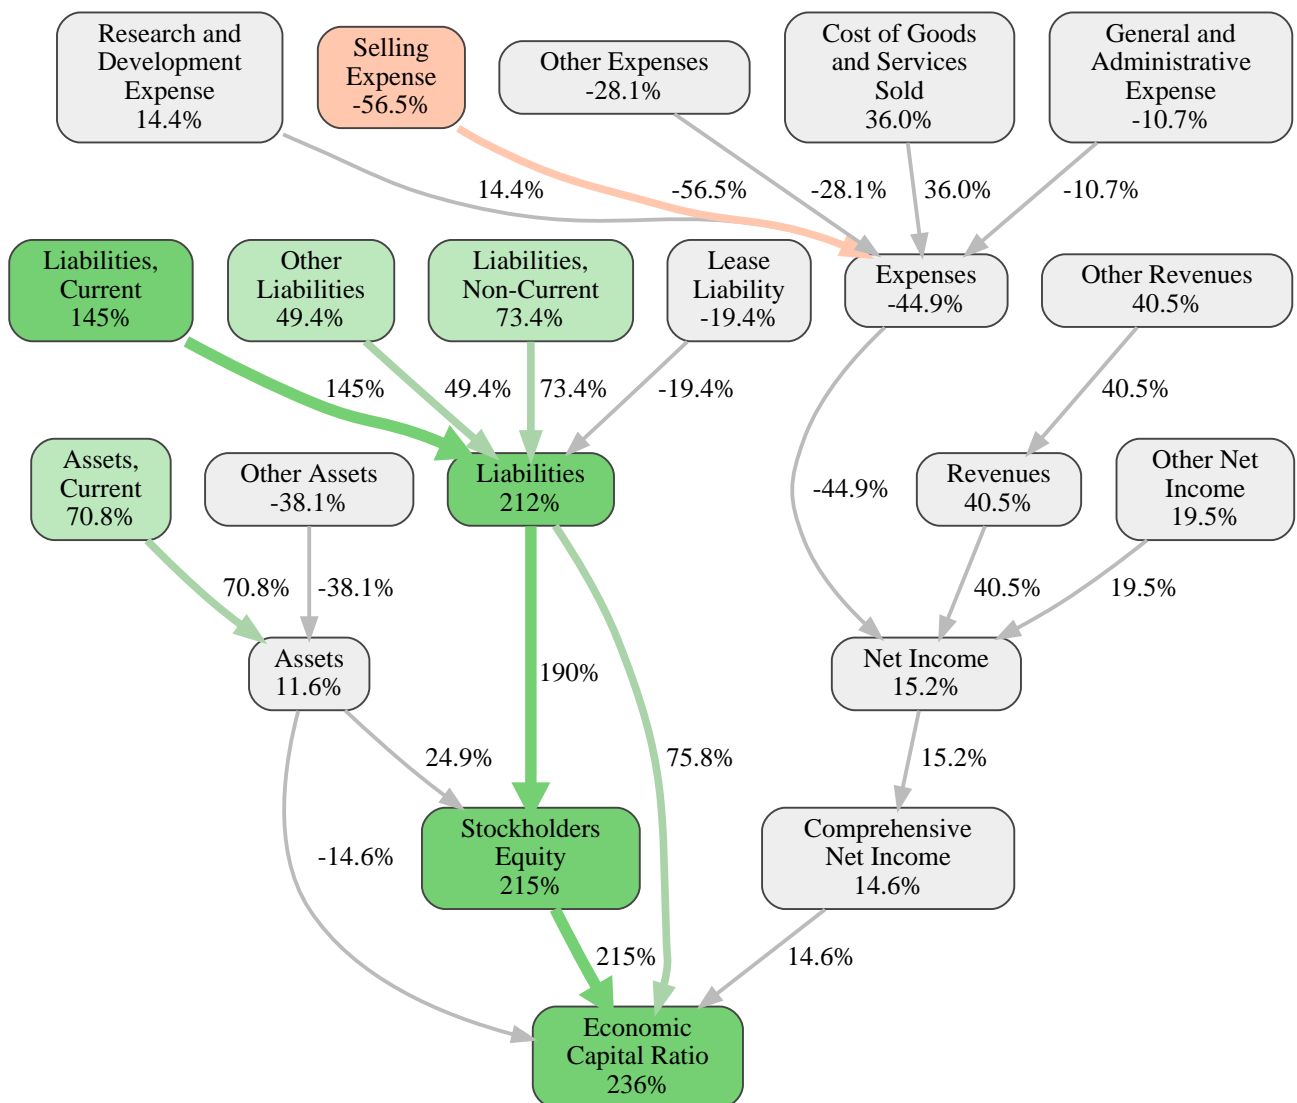 Research and
Development
Expense
14.4%
Selling
Expense
-56.5%
Other Expenses
-28.1%
Cost of Goods
and Services
Sold
36.0%
General and
Administrative
Expense
-10.7%
14.4%
-56.5%
-28.1%
36.0%
-10.7%
Liabilities,
Current
145%
Other
Liabilities
49.4%
Liabilities,
Non-Current
73.4%
Lease
Liability
-19.4%
Expenses
-44.9%
Other Revenues
40.5%
145%
49.4%
73.4%
-19.4%
40.5%
Assets,
Current
70.8%
Other Assets
-38.1%
Liabilities
212%
-44.9%
Revenues
40.5%
Other Net
Income
19.5%
70.8%
-38.1%
40.5%
19.5%
Assets
11.6%
190%
Net Income
15.2%
24.9%
75.8%
15.2%
-14.6%
Stockholders
Equity
215%
Comprehensive
Net Income
14.6%
215%
14.6%
Economic
Capital Ratio
236%